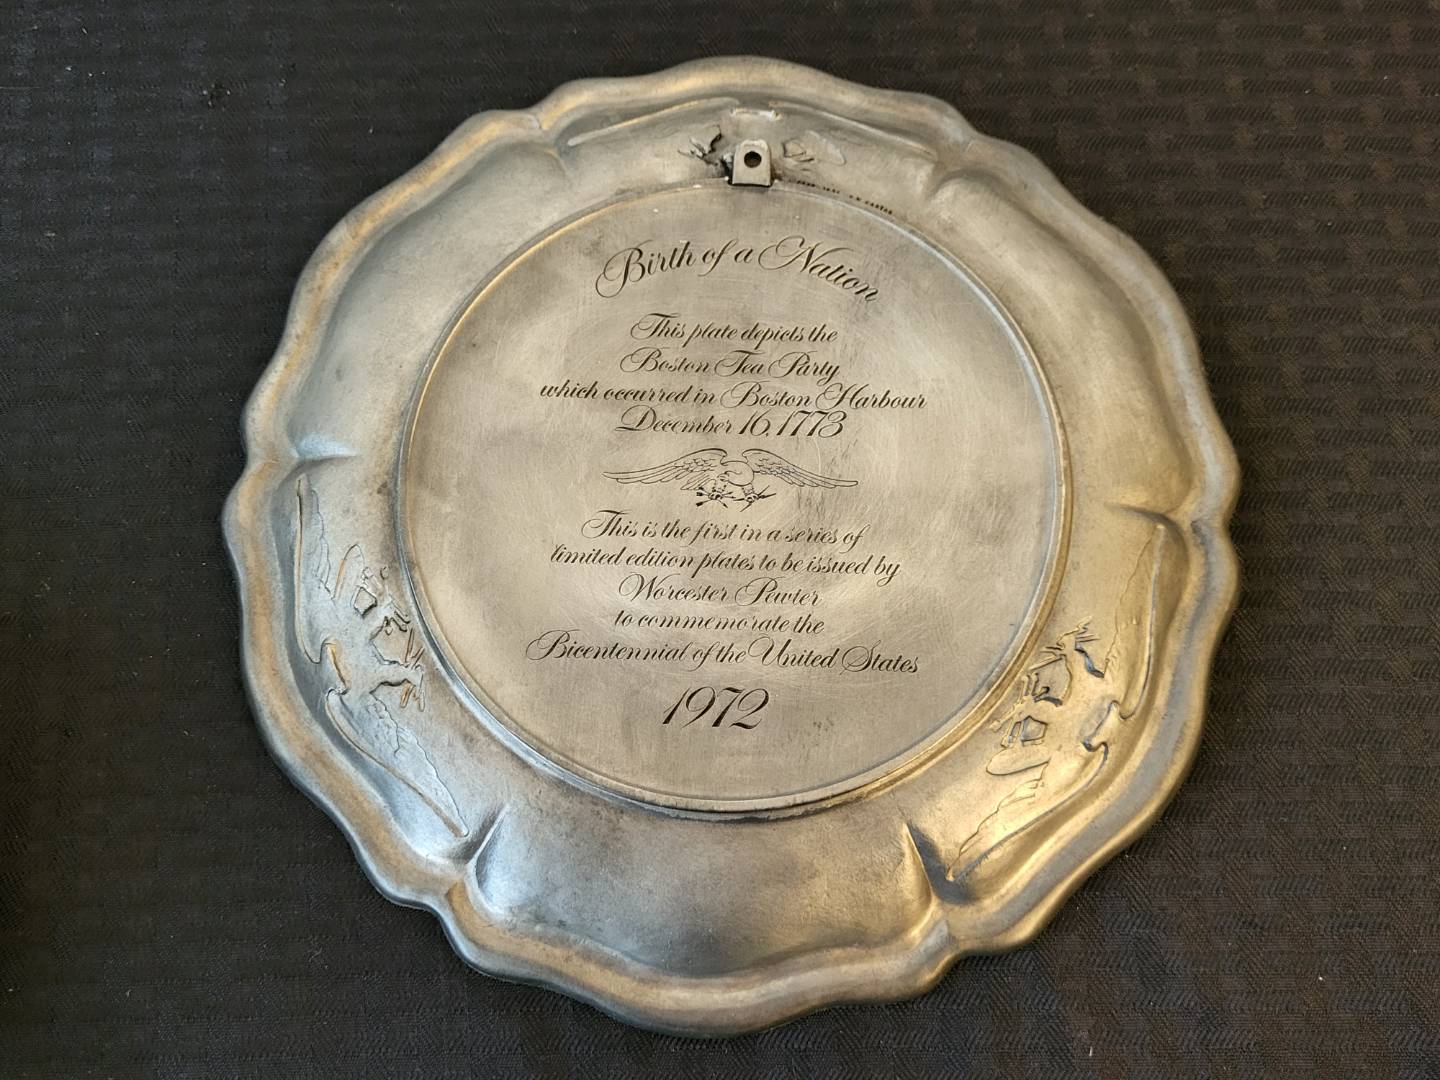 Birth of a Nation
This plate depicts the
Boston Tea Party
which occurred in Boston Harbour
December 16, 1773
This is the first in a series of
limited edition plates to be issued by
Worcester Pewter
to commemorate the
Bicentennial of the United States
1972